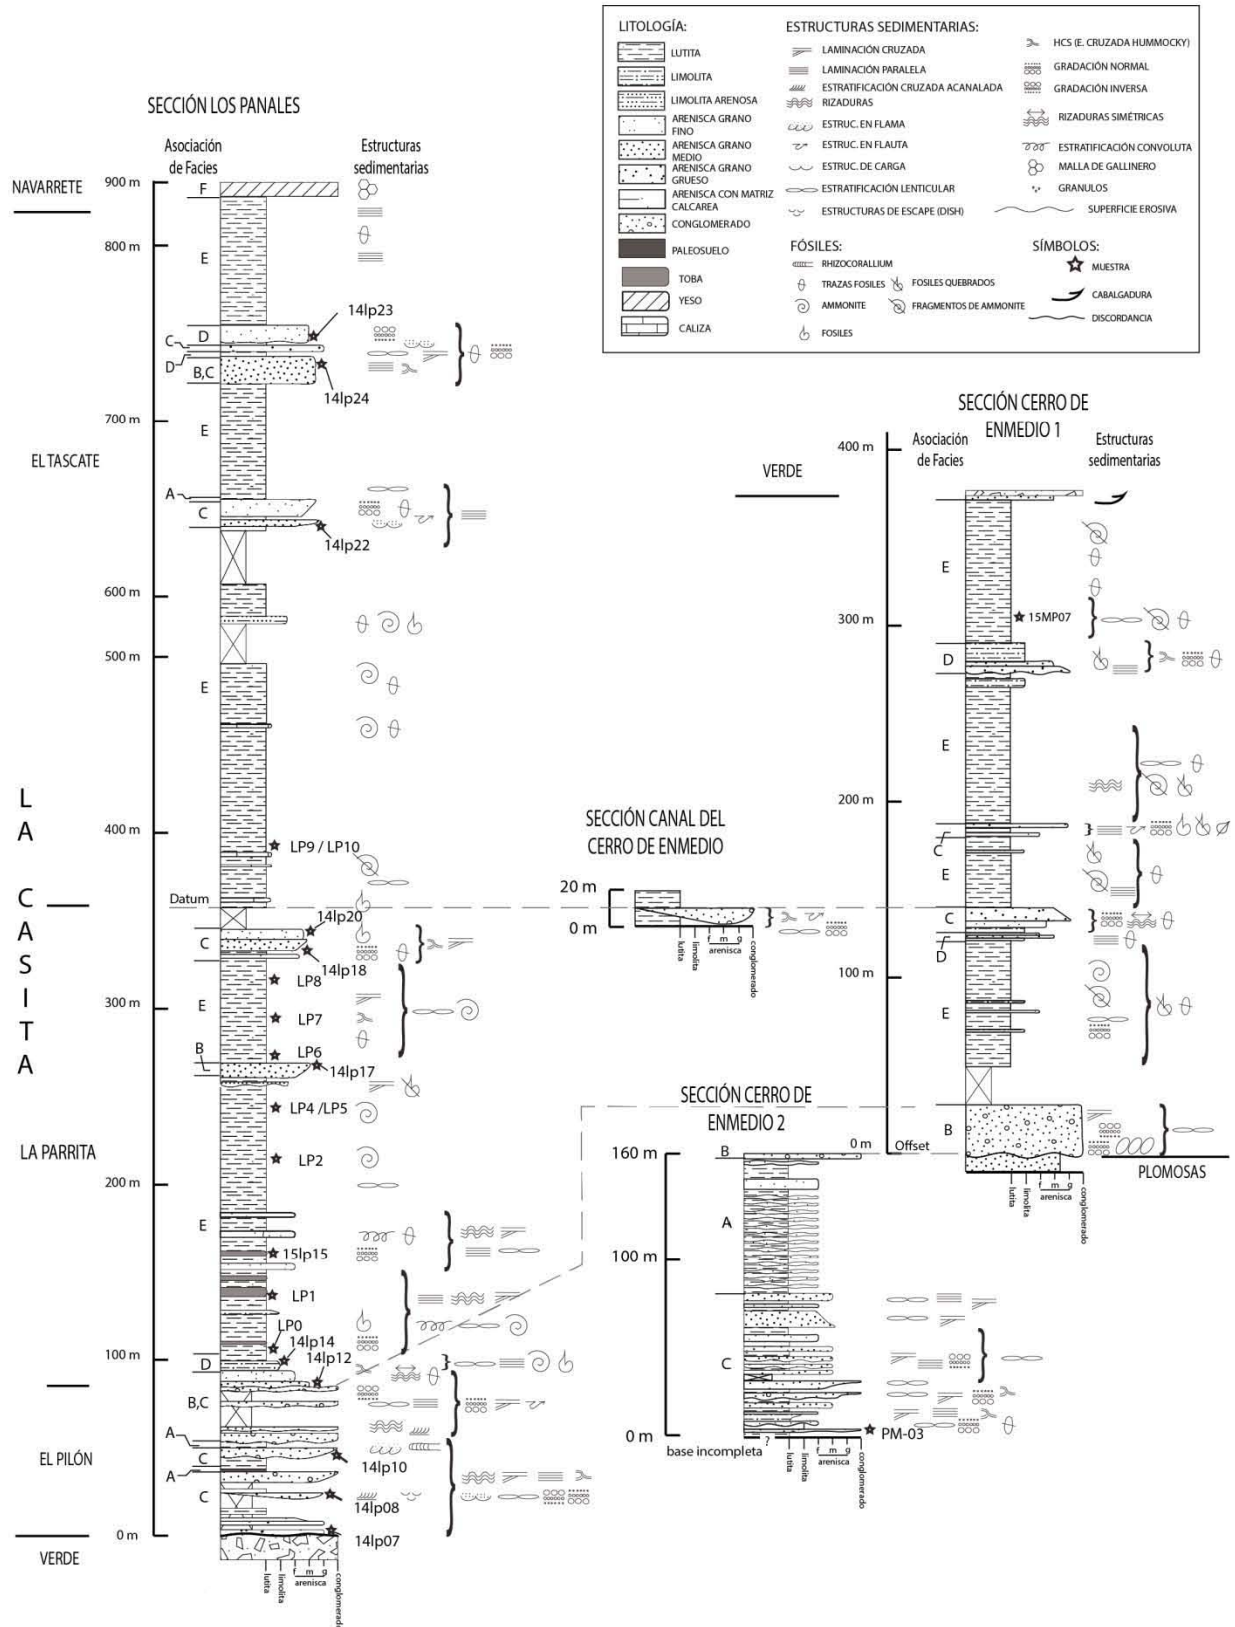 LITOLOGÍA:
LUTITA
LIMOLITA
LIMOLITA ARENOSA
ARENISCA GRANO
FINO
ARENISCA GRANO
MEDIO
ARENISCA GRANO
GRUESO
ARENISCA CON MATRIZ
CALCAREA
CONGLOMERADO
PALEOSUELO
TOBA
YESO
CALIZA
ESTRUCTURAS SEDIMENTARIAS:
LAMINACIÓN CRUZADA
LAMINACIÓN PARALELA
ESTRATIFICACIÓN CRUZADA ACANALADA
RIZADURAS
ESTRUC. EN FLAMA
ESTRUC. EN FLAUTA
ESTRUC. DE CARGA
ESTRATIFICACIÓN LENTICULAR
ESTRUCTURAS DE ESCAPE (DISH)
HCS (E. CRUZADA HUMMOCKY)
GRADACIÓN NORMAL
GRADACIÓN INVERSA
RIZADURAS SIMÉTRICAS
ESTRATIFICACIÓN CONVOLUTA
MALLA DE GALLINERO
GRANULOS
SUPERFICIE EROSIVA
FÓSILES:
RHIZOCORALLIUM
TRAZAS FOSILES
FOSILES QUEBRADOS
AMMONITE
FRAGMENTOS DE AMMONITE
FOSILES
SÍMBOLOS:
MUESTRA
CABALGADURA
DISCORDANCIA
SECCIÓN LOS PANALES
Asociación
de Facies
Estructuras
sedimentarias
NAVARRETE
900 m
F
800 m
E
14lp23
D
C
D
B,C
14lp24
700 m
E
EL TASCATE
A
C
14lp22
600 m
500 m
E
400 m
LP9 / LP10
LA CASITA
Datum
14lp20
C
14lp18
LP8
300 m
E
LP7
LP6
B
14lp17
LP4 /LP5
LA PARRITA
LP2
200 m
E
15lp15
LP1
LP0
14lp14
100 m
D
14lp12
B,C
A
EL PILÓN
C
14lp10
A
C
14lp08
0 m
14lp07
VERDE
lutita
limolita
f m g
arenisca
conglomerado
SECCIÓN CANAL DEL
CERRO DE ENMEDIO
20 m
0 m
lutita
limolita
f m g
arenisca
conglomerado
SECCIÓN CERRO DE
ENMEDIO 2
160 m
B
A
100 m
C
0 m
base incompleta
?
PM-03
lutita
limolita
f m g
arenisca
conglomerado
SECCIÓN CERRO DE
ENMEDIO 1
Asociación
de Facies
Estructuras
sedimentarias
400 m
VERDE
E
300 m
15MP07
D
E
200 m
C
E
C
D
100 m
E
B
0 m
Offset
PLOMOSAS
lutita
limolita
f m g
arenisca
conglomerado